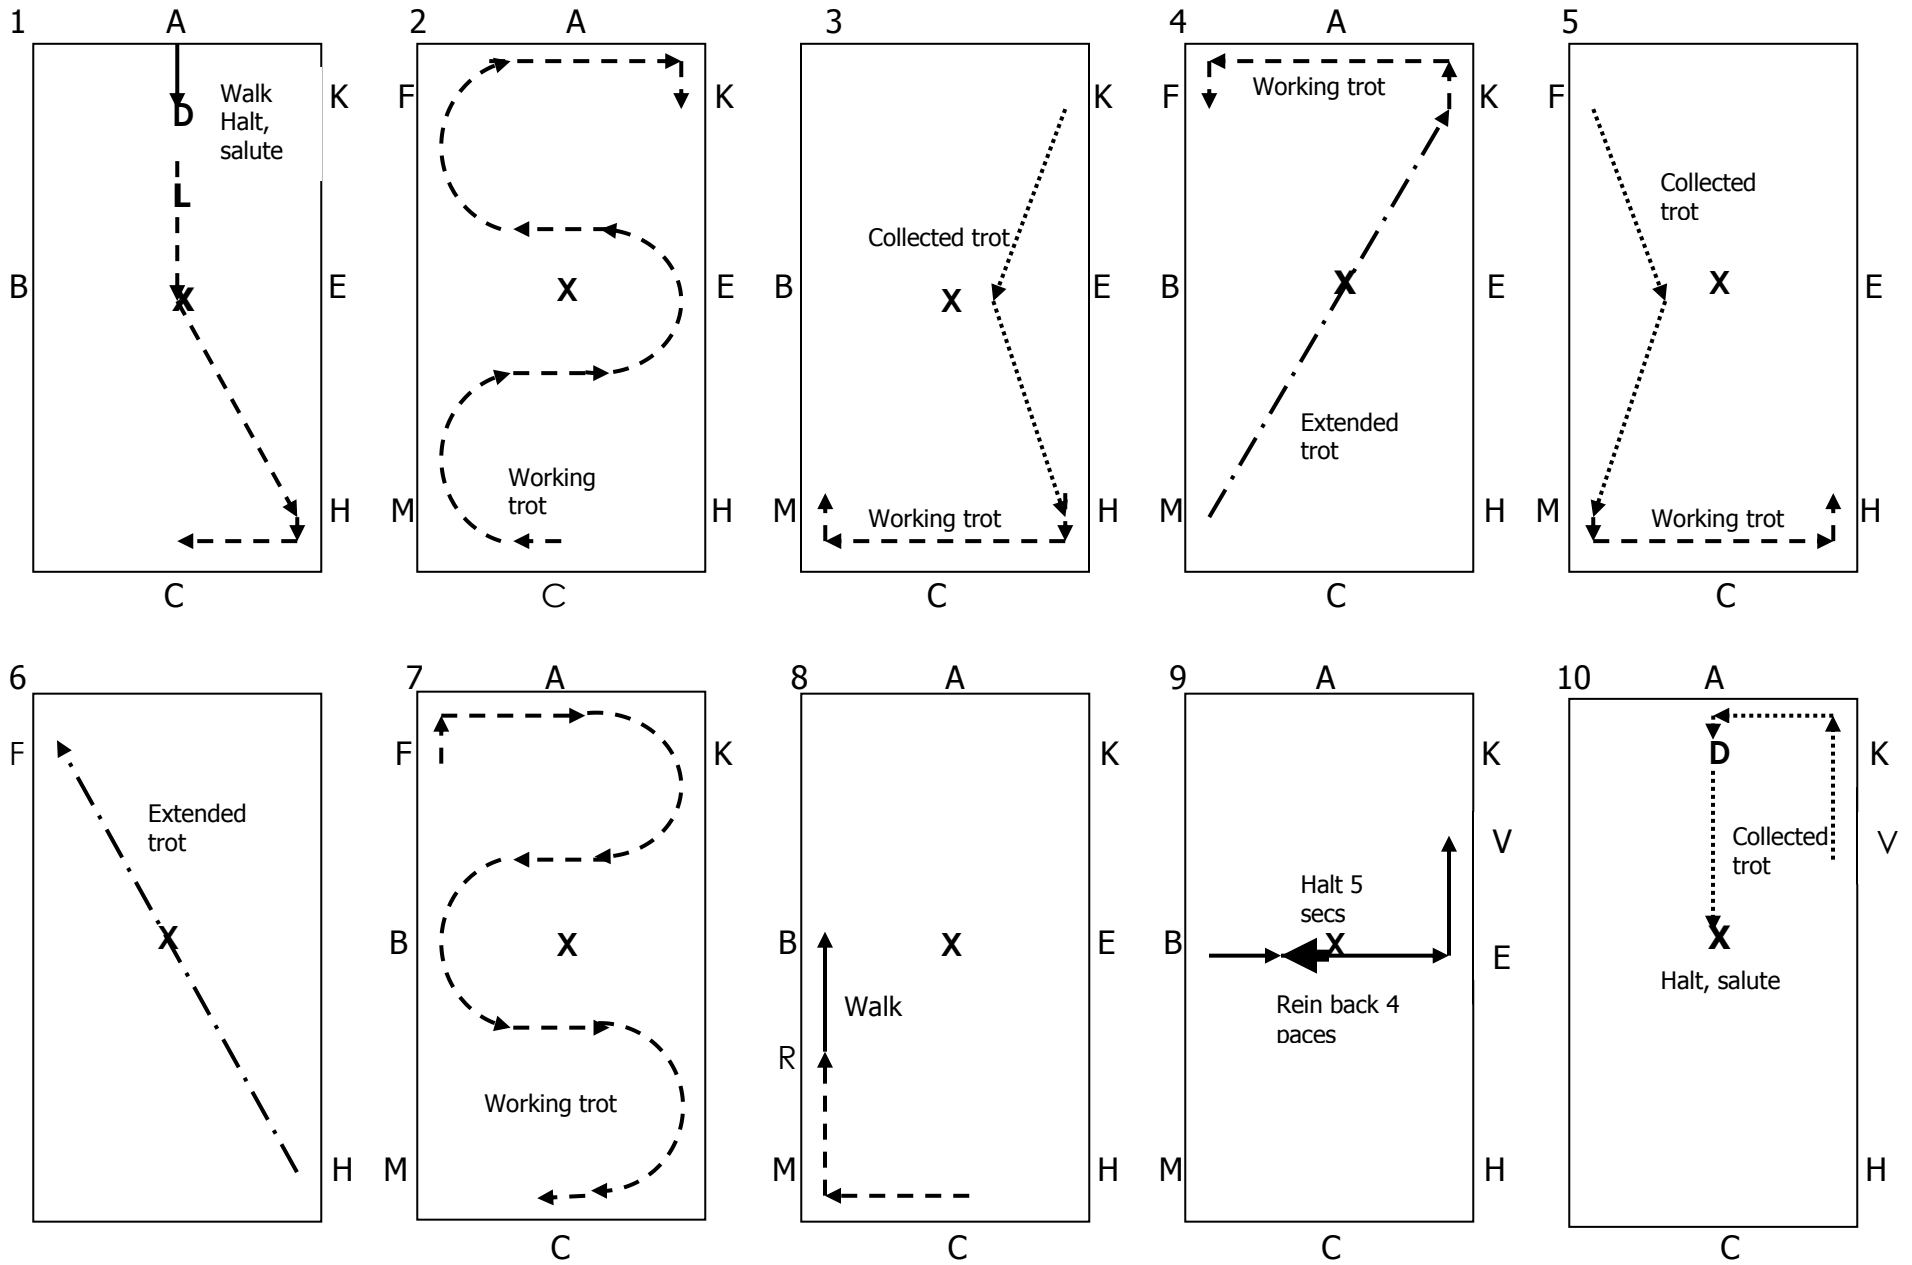 1
A
Walk
Halt,
salute
K
D
L
B
X
E
H
C
2
A
F
K
X
E
Working
trot
M
H
C
3
K
Collected trot
B
X
E
M
Working trot
H
C
4
A
F
Working trot
K
B
X
E
Extended
trot
M
H
C
5
F
Collected
trot
X
E
M
Working trot
H
C
6
F
Extended
trot
X
H
7
A
F
K
B
X
Working trot
M
C
8
A
K
B
X
E
Walk
R
M
H
C
9
A
K
V
Halt 5
secs
B
X
E
Rein back 4
paces
M
H
C
10
A
D
K
Collected
trot
V
X
Halt, salute
H
C